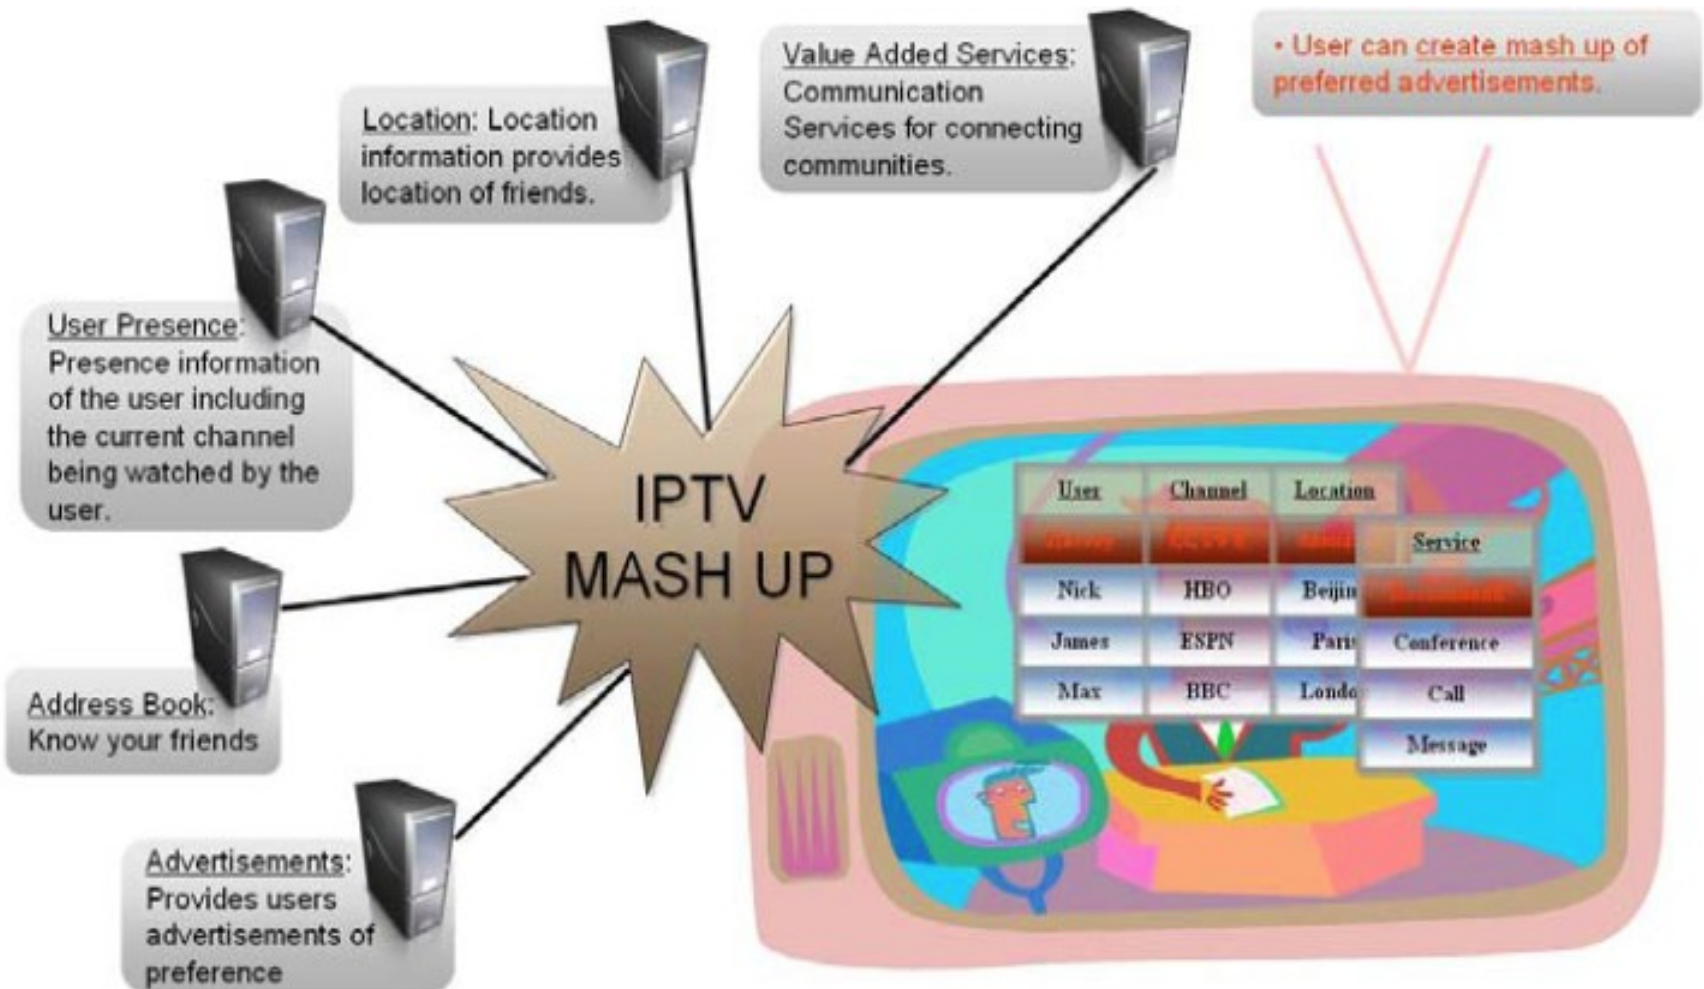 Value Added Services:
Communication
Services for connecting
communities.
• User can create mash up of
preferred advertisements.
Location: Location
information provides
location of friends.
User Presence:
Presence information
of the user including
the current channel
being watched by the
user.
IPTV
MASH UP
Address Book:
Know your friends
Advertisements:
Provides users
advertisements of
preference
User Channel Location
Nick HBO Beijin
James ESPN Paris
Max BBC Londo
Service
Conference
Call
Message